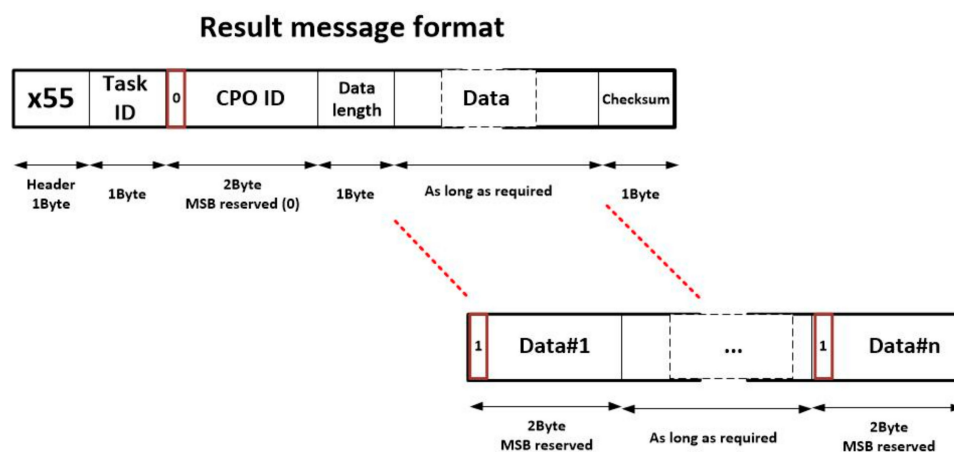 Result message format
x55
Task
ID
0
CPO ID
Data
length
Data
Checksum
Header
1Byte
1Byte
2Byte
MSB reserved (0)
1Byte
As long as required
1Byte
1
Data#1
...
1
Data#n
2Byte
MSB reserved
As long as required
2Byte
MSB reserved